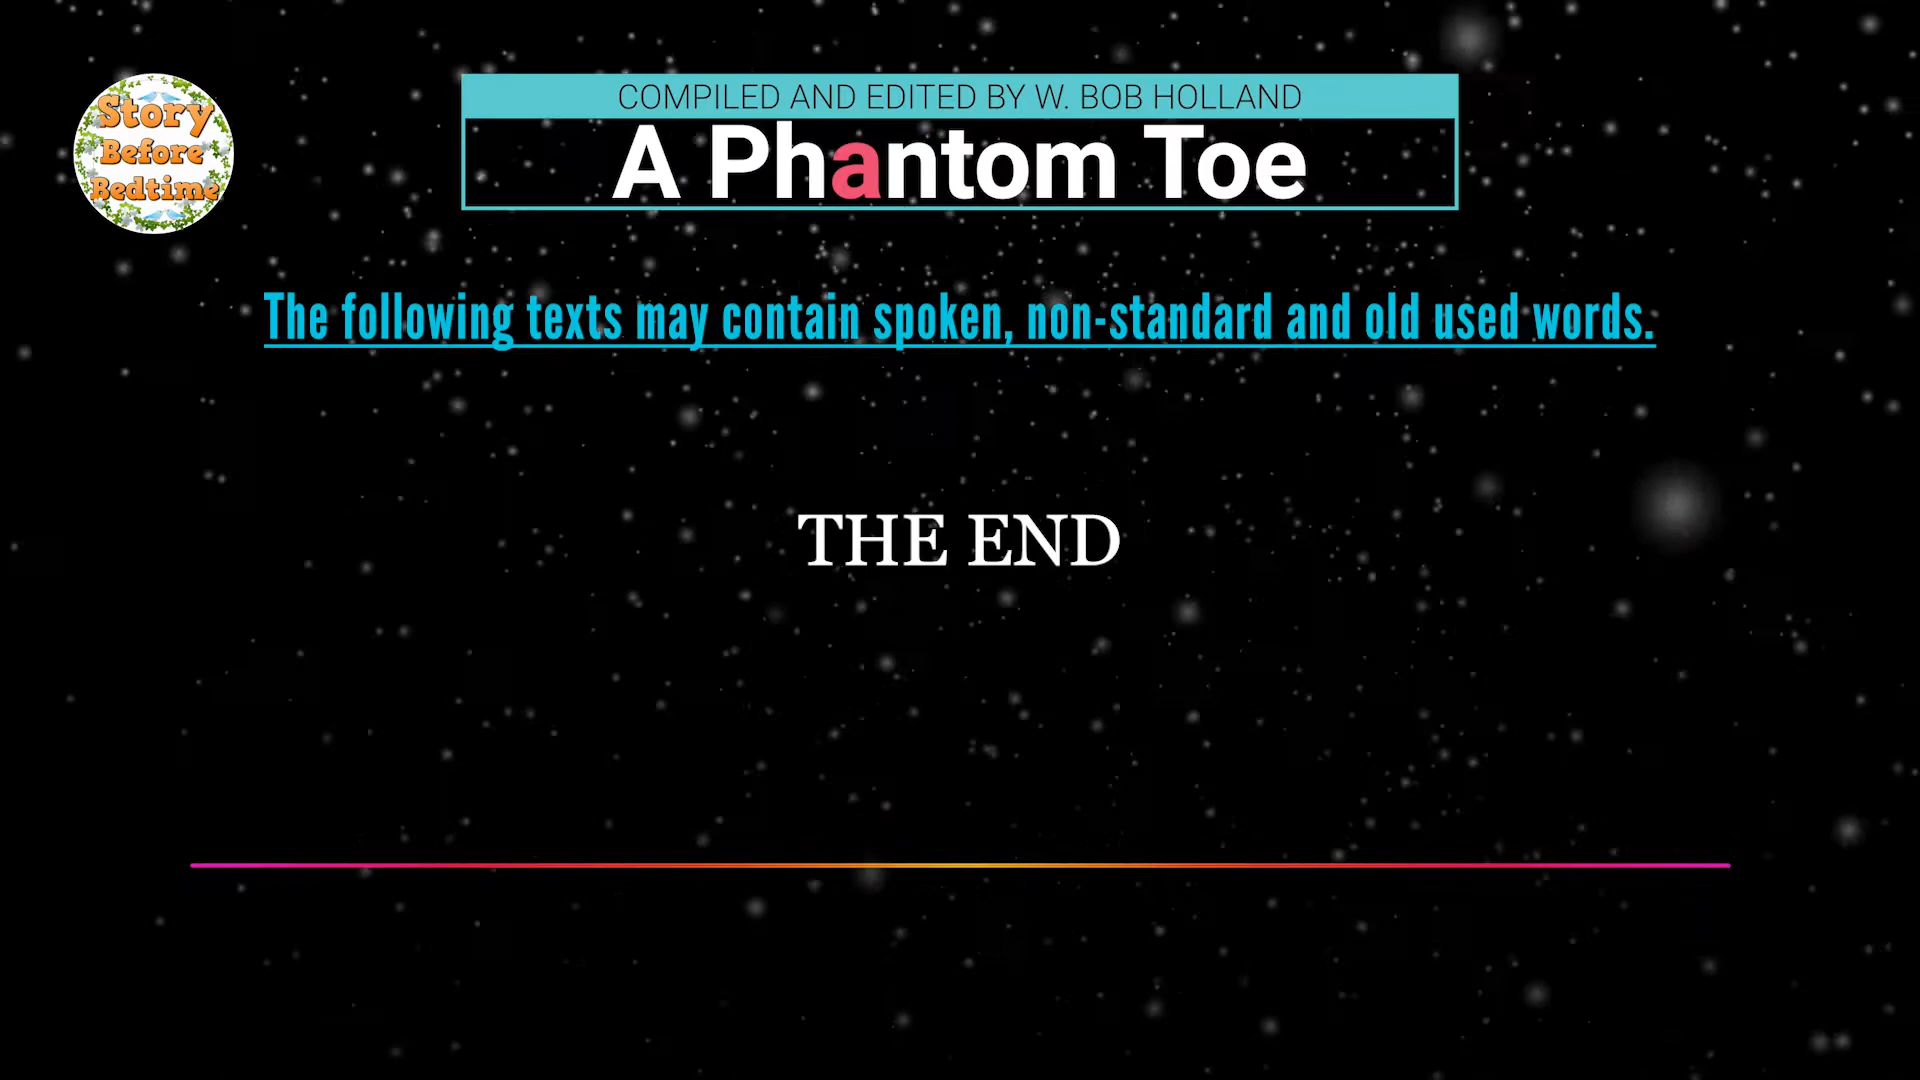 Story
Before
Bedtime
COMPILED AND EDITED BY W. BOB HOLLAND
A Phantom Toe
The following texts may contain spoken, non-standard and old used words.
THE END